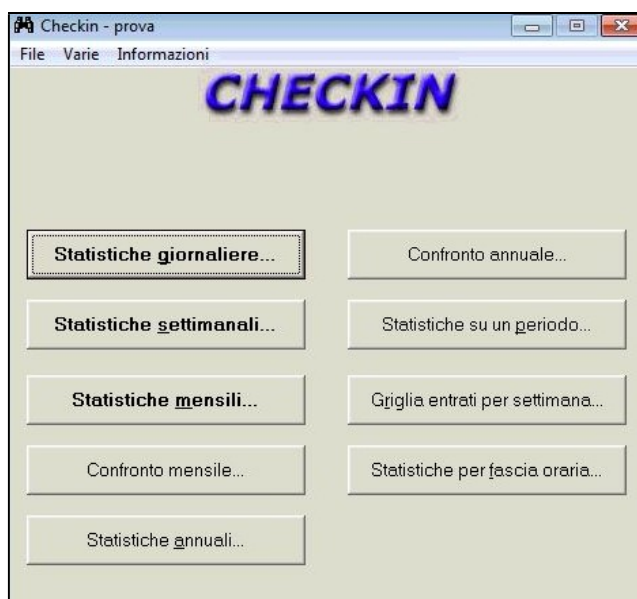 Checkin - prova
File Varie Informazioni
CHECKIN
Statistiche giornaliere...
Confronto annuale...
Statistiche settimanali...
Statistiche su un periodo...
Statistiche mensili...
Griglia entrati per settimana...
Confronto mensile...
Statistiche per fascia oraria...
Statistiche annuali...